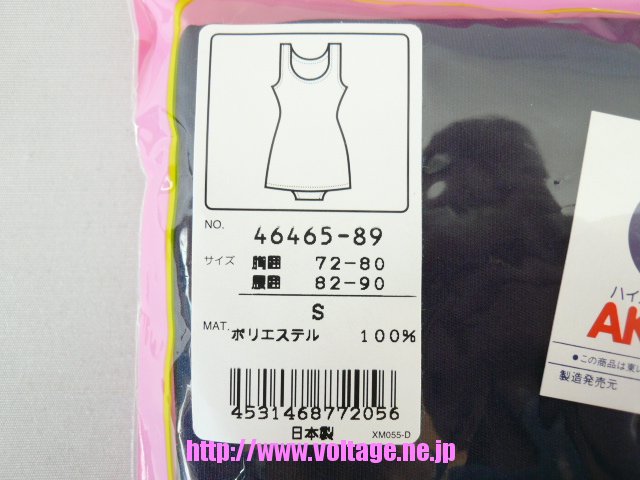 NO. 46465-89
サイズ 胸囲 72-80
腰囲 82-90
S
MAT. ポリエステル 100%
4531468772056
日本製 XM055-D
ハイ
AK
●この商品は東レ
製造発売元
http://www.voltage.ne.jp